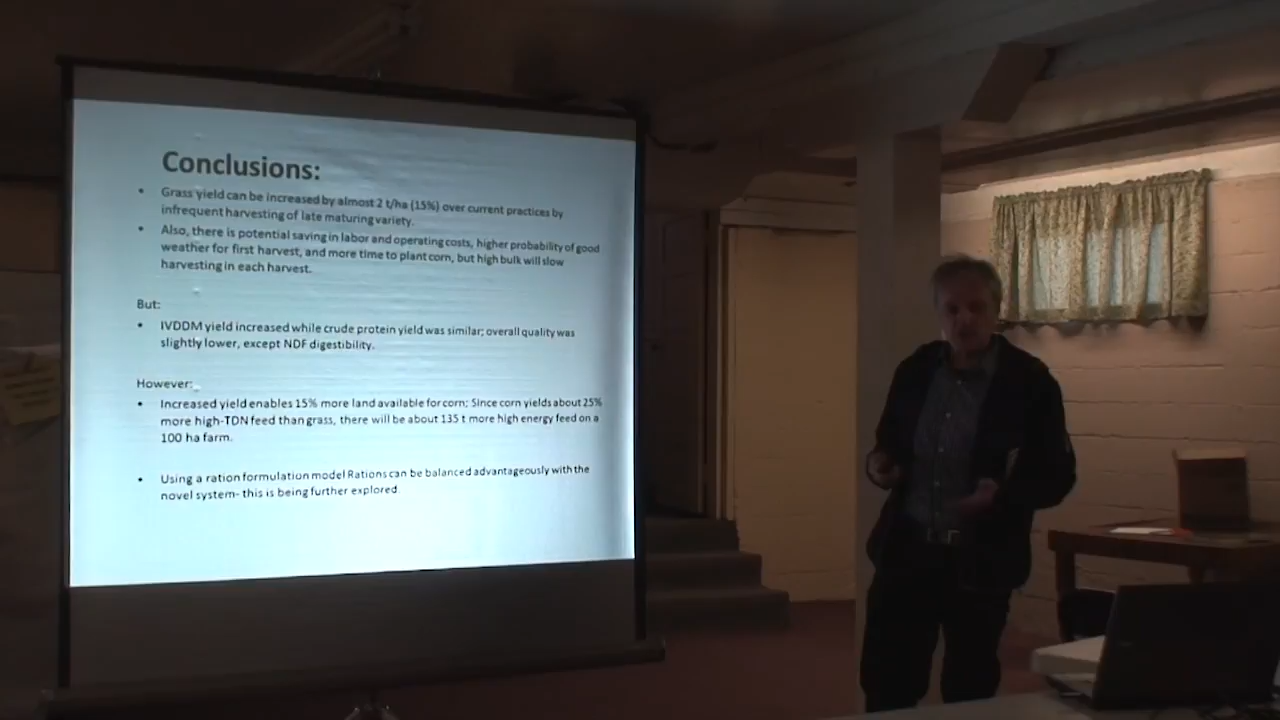 Conclusions:
• Grass yield can be increased by almost 2 t/ha (15%) over current practices by
infrequent harvesting of late maturing variety.
• Also, there is potential saving in labor and operating costs, higher probability of good
weather for first harvest, and more time to plant corn, but high bulk will slow
harvesting in each harvest.
But:
• IVDDM yield increased while crude protein yield was similar; overall quality was
slightly lower, except NDF digestibility.
However:
• Increased yield enables 15% more land available for corn; Since corn yields about 25%
more high-TDN feed than grass, there will be about 135 t more high energy feed on a
100 ha farm.
• Using a ration formulation model Rations can be balanced advantageously with the
novel system- this is being further explored.